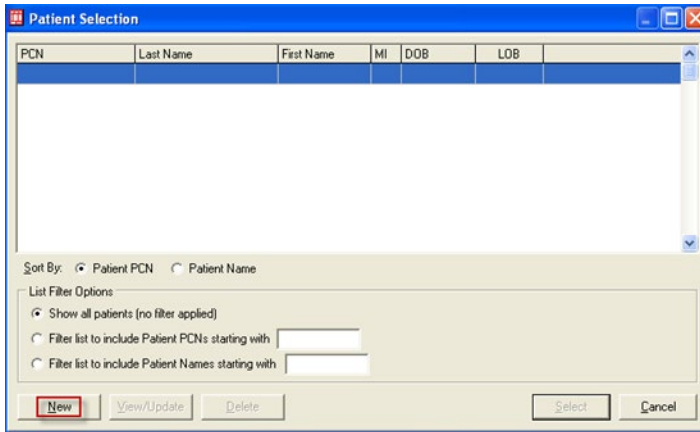 Patient Selection
PCN Last Name First Name MI DOB LOB
Sort By: Patient PCN Patient Name
List Filter Options
Show all patients (no filter applied)
Filter list to include Patient PCNs starting with
Filter list to include Patient Names starting with
New View/Update Delete Select Cancel